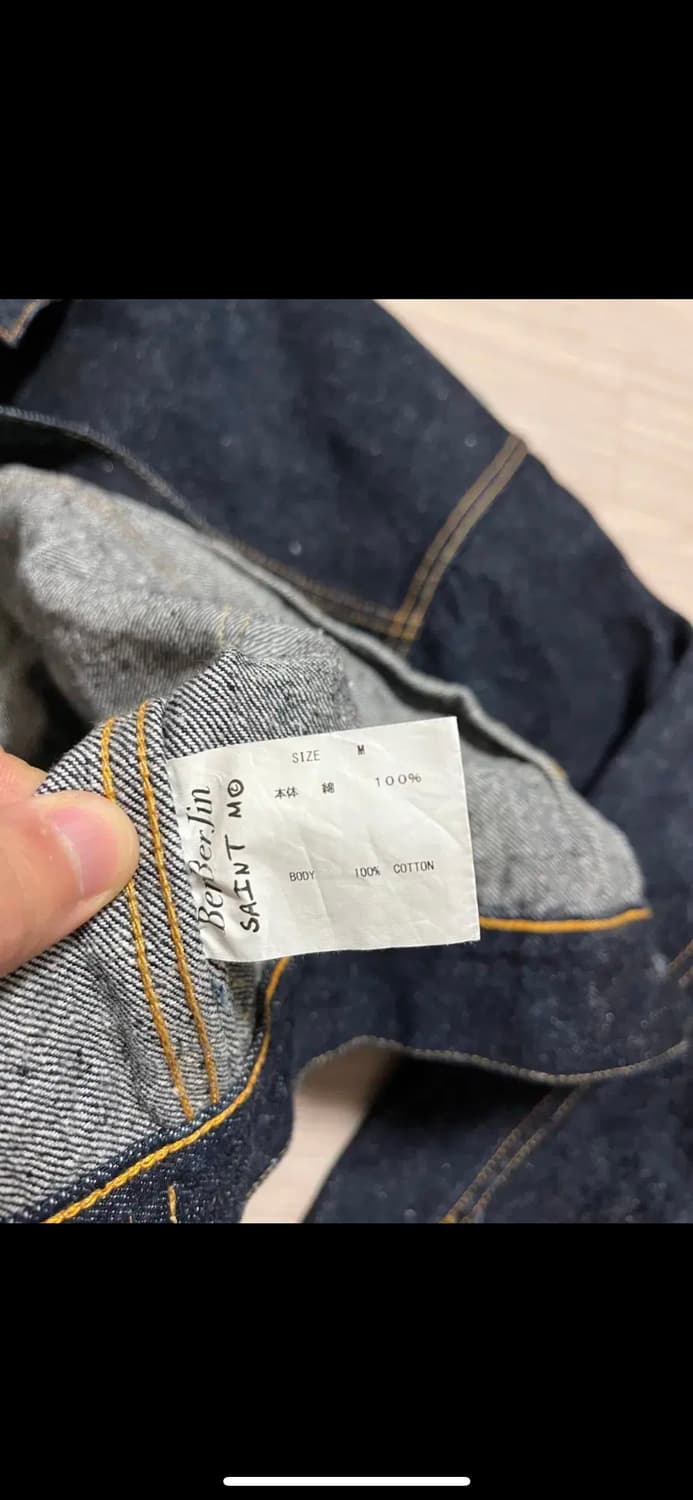 SIZE M
本体 綿 100%
BODY 100% COTTON
BerBerJin
SAINT M©